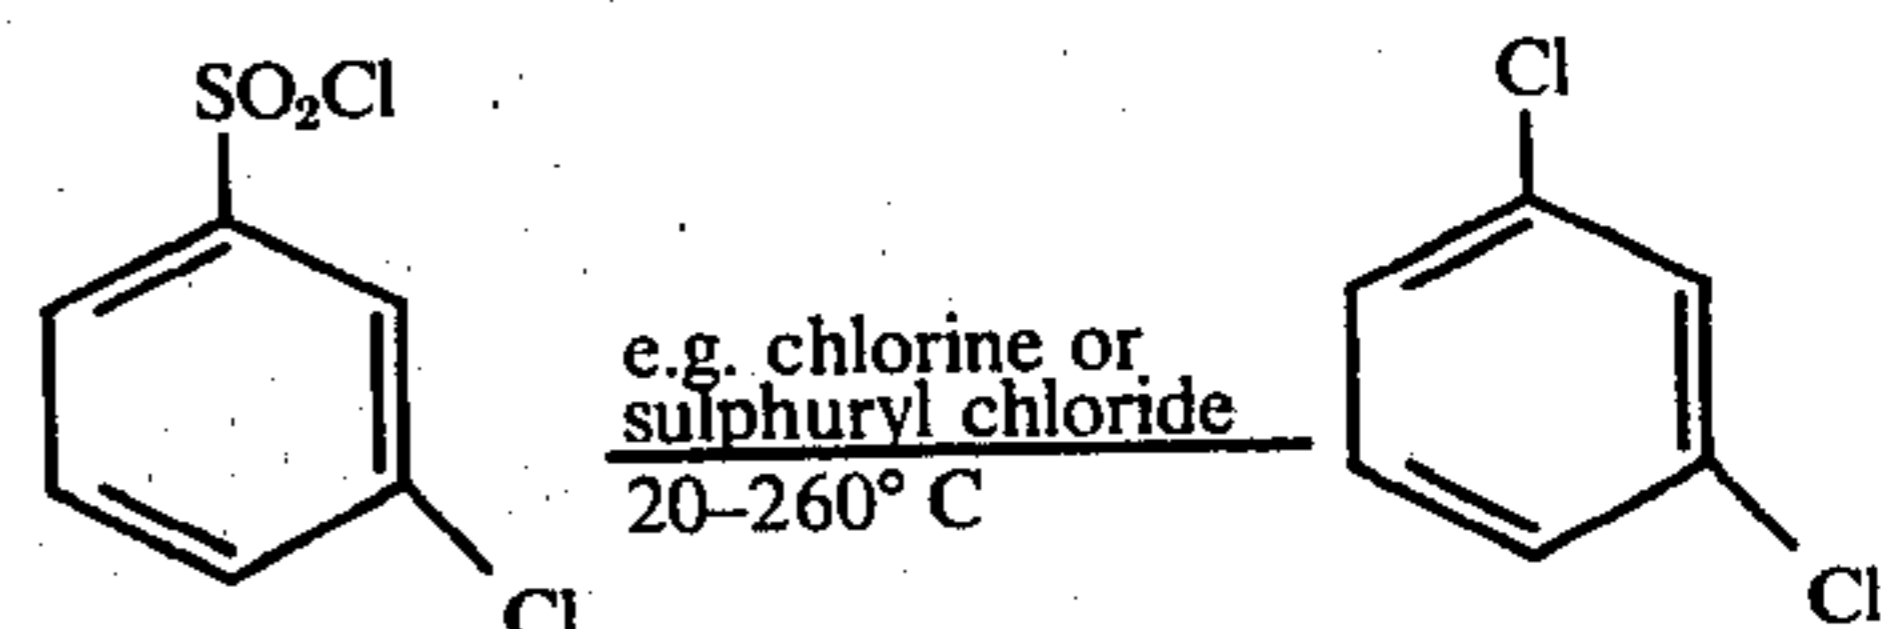 SO₂Cl
Cl
e.g. chlorine or
sulphuryl chloride
20–260° C
Cl
Cl